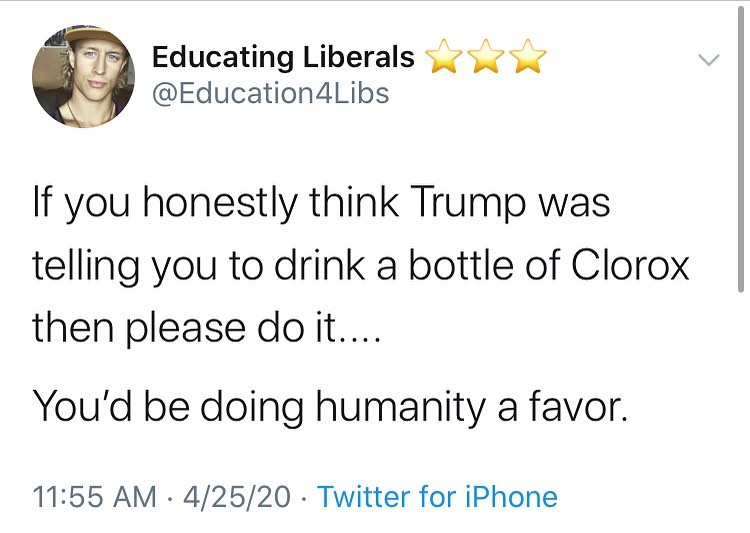 Educating Liberals ⭐⭐⭐
@Education4Libs
If you honestly think Trump was
telling you to drink a bottle of Clorox
then please do it....
You’d be doing humanity a favor.
11:55 AM · 4/25/20 · Twitter for iPhone